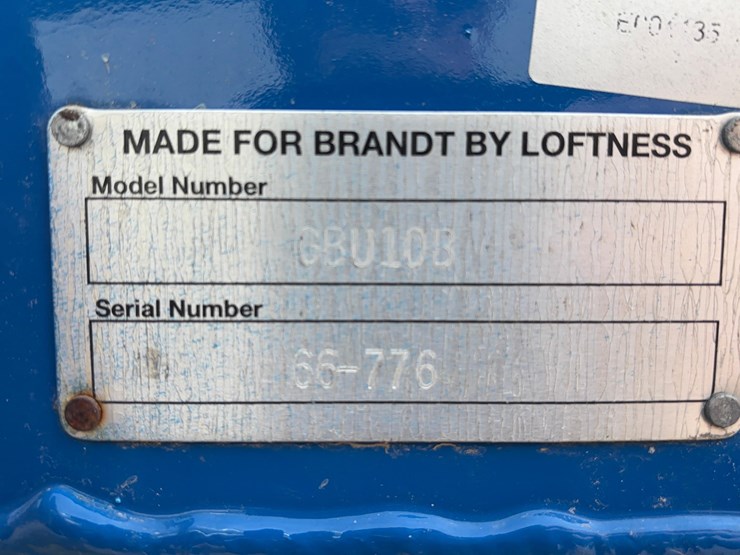 MADE FOR BRANDT BY LOFTNESS
Model Number
GBU10B
Serial Number
66-776